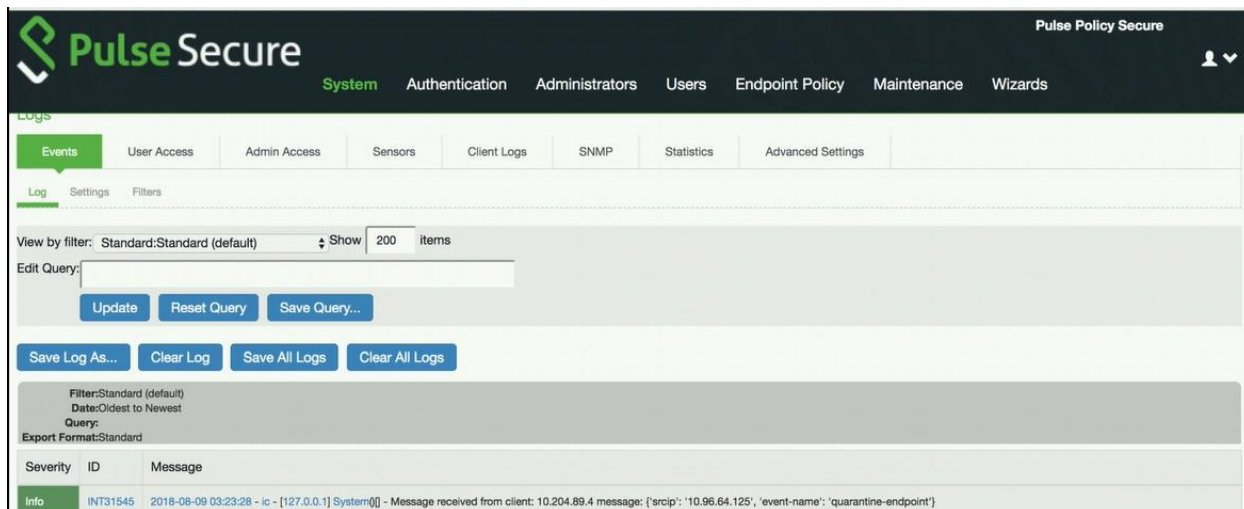 Pulse Policy Secure
Pulse Secure
System Authentication Administrators Users Endpoint Policy Maintenance Wizards
Logs
Events User Access Admin Access Sensors Client Logs SNMP Statistics Advanced Settings
Log Settings Filters
View by filter: Standard:Standard (default) Show 200 items
Edit Query:
Update Reset Query Save Query...
Save Log As... Clear Log Save All Logs Clear All Logs
Filter:Standard (default)
Date:Oldest to Newest
Query:
Export Format:Standard
Severity ID Message
Info INT31545 2018-08-09 03:23:28 - ic - [127.0.0.1] System()[] - Message received from client: 10.204.89.4 message: {'srcip': '10.96.64.125', 'event-name': 'quarantine-endpoint'}